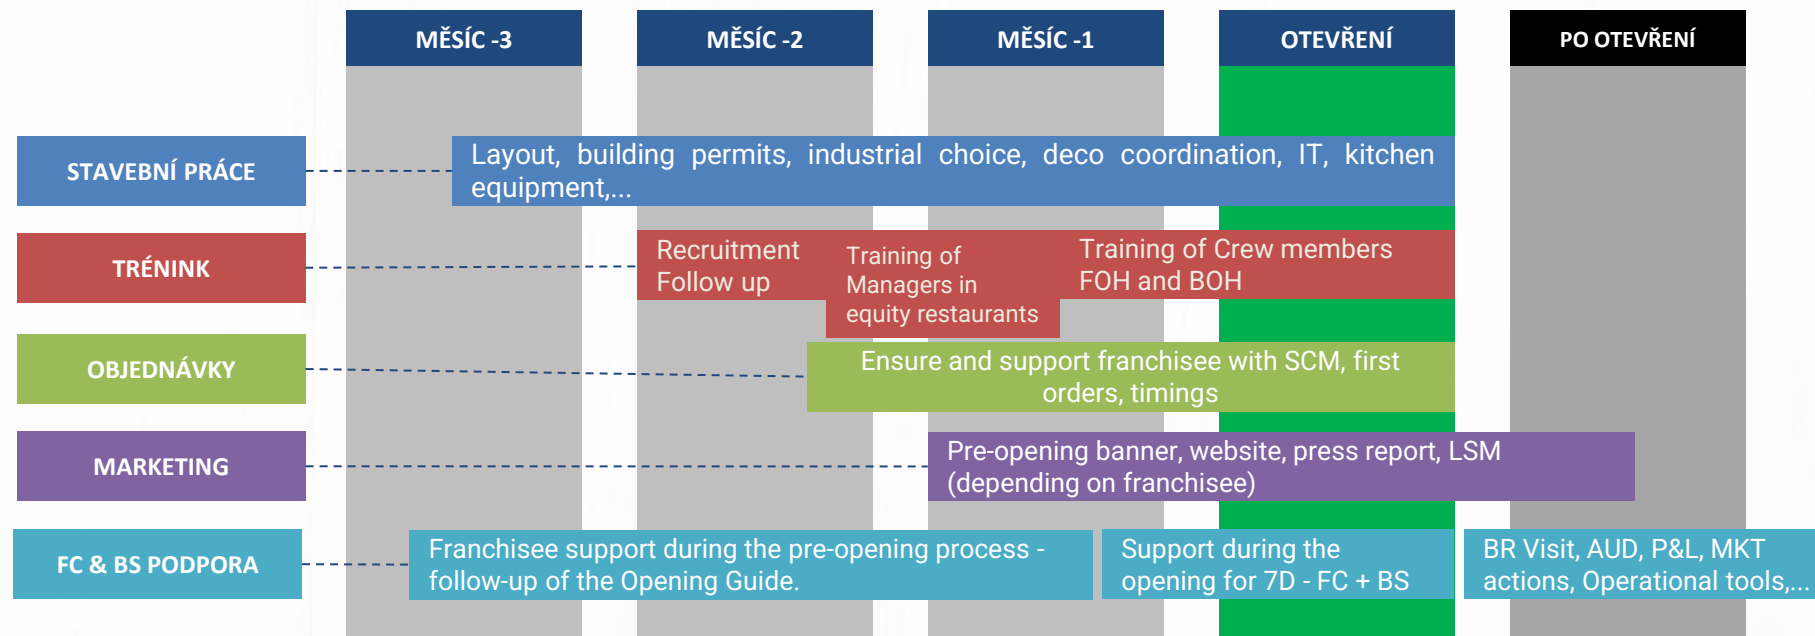 MĚSÍC -3
MĚSÍC -2
MĚSÍC -1
OTEVŘENÍ
PO OTEVŘENÍ
STAVEBNÍ PRÁCE
Layout, building permits, industrial choice, deco coordination, IT, kitchen
equipment,...
TRÉNINK
Recruitment
Follow up
Training of
Managers in
equity restaurants
Training of Crew members
FOH and BOH
OBJEDNÁVKY
Ensure and support franchisee with SCM, first
orders, timings
MARKETING
Pre-opening banner, website, press report, LSM
(depending on franchisee)
FC & BS PODPORA
Franchisee support during the pre-opening process -
follow-up of the Opening Guide.
Support during the
opening for 7D - FC + BS
BR Visit, AUD, P&L, MKT
actions, Operational tools,...